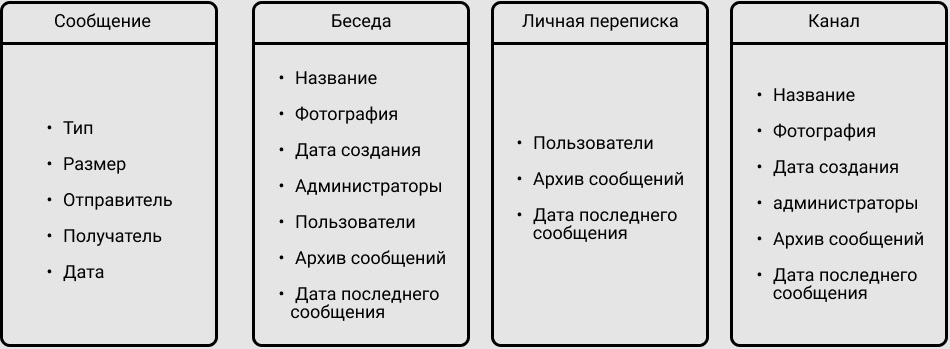 Сообщение
• Тип
• Размер
• Отправитель
• Получатель
• Дата
Беседа
• Название
• Фотография
• Дата создания
• Администраторы
• Пользователи
• Архив сообщений
• Дата последнего
сообщения
Личная переписка
• Пользователи
• Архив сообщений
• Дата последнего
сообщения
Канал
• Название
• Фотография
• Дата создания
• администраторы
• Архив сообщений
• Дата последнего
сообщения